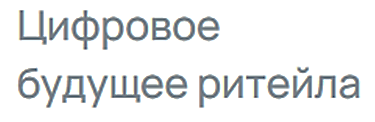 Цифровое
будущее ритейла